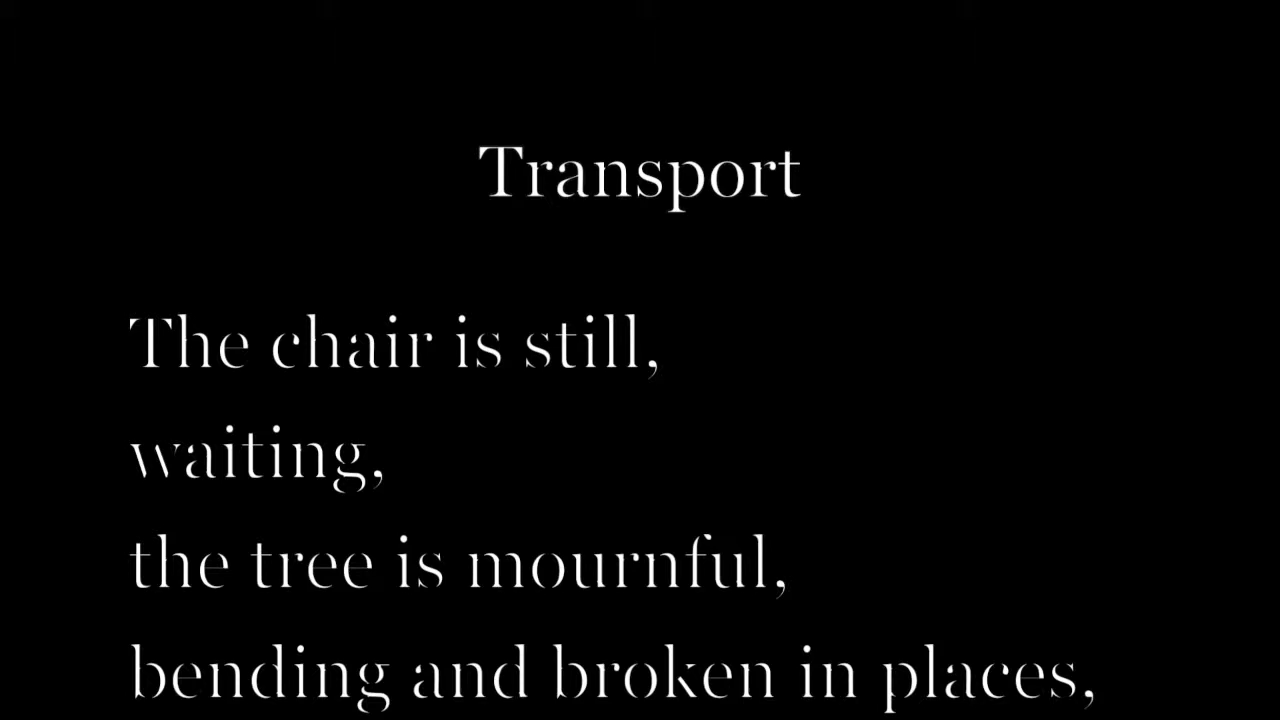 Transport
The chair is still,
waiting,
the tree is mournful,
bending and broken in places,